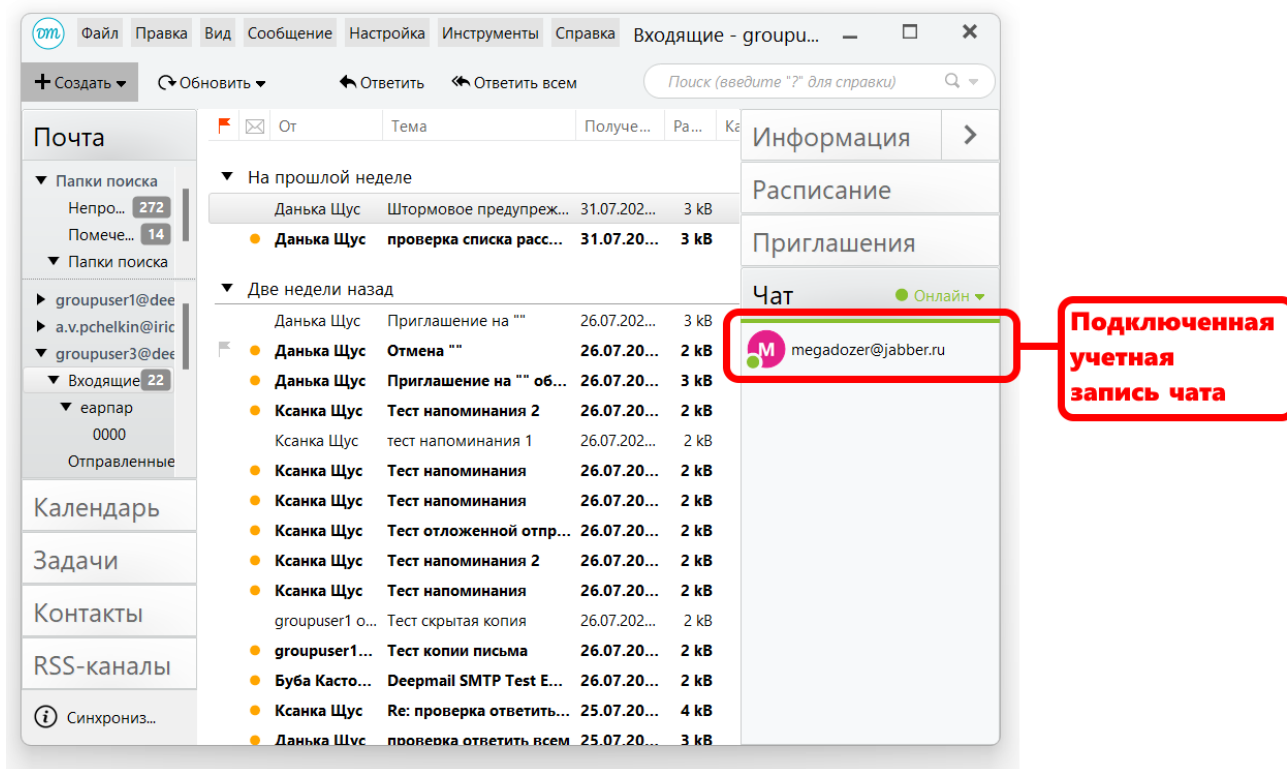 Файл Правка Вид Сообщение Настройка Инструменты Справка Входящие - groupu...
Создать Обновить Ответить Ответить всем Поиск (введите "?" для справки)
Почта
Папки поиска
Непро... 272
Помече... 14
Папки поиска
groupuser1@dee
a.v.pchelkin@iric
groupuser3@dee
Входящие 22
еарпар
0000
Отправленные
Календарь
Задачи
Контакты
RSS-каналы
Синхрониз...
От Тема Получе... Ра... Ка
На прошлой неделе
Данька Щус Штормовое предупреж... 31.07.202... 3 kB
Данька Щус проверка списка расс... 31.07.20... 3 kB
Две недели назад
Данька Щус Приглашение на "" 26.07.202... 3 kB
Данька Щус Отмена "" 26.07.20... 2 kB
Данька Щус Приглашение на "" об... 26.07.20... 3 kB
Ксанка Щус Тест напоминания 2 26.07.20... 2 kB
Ксанка Щус тест напоминания 1 26.07.202... 2 kB
Ксанка Щус Тест напоминания 26.07.20... 2 kB
Ксанка Щус Тест напоминания 26.07.20... 2 kB
Ксанка Щус Тест отложенной отпр... 26.07.20... 2 kB
Ксанка Щус Тест напоминания 2 26.07.20... 2 kB
Ксанка Щус Тест напоминания 26.07.20... 2 kB
groupuser1 о... Тест скрытая копия 26.07.202... 2 kB
groupuser1... Тест копии письма 26.07.20... 2 kB
Буба Касто... Deepmail SMTP Test E... 26.07.20... 2 kB
Ксанка Щус Re: проверка ответить... 25.07.20... 4 kB
Данька Щус проверка ответить всем 25.07.20... 3 kB
Информация
Расписание
Приглашения
Чат Онлайн
M megadozer@jabber.ru
Подключенная
учетная
запись чата